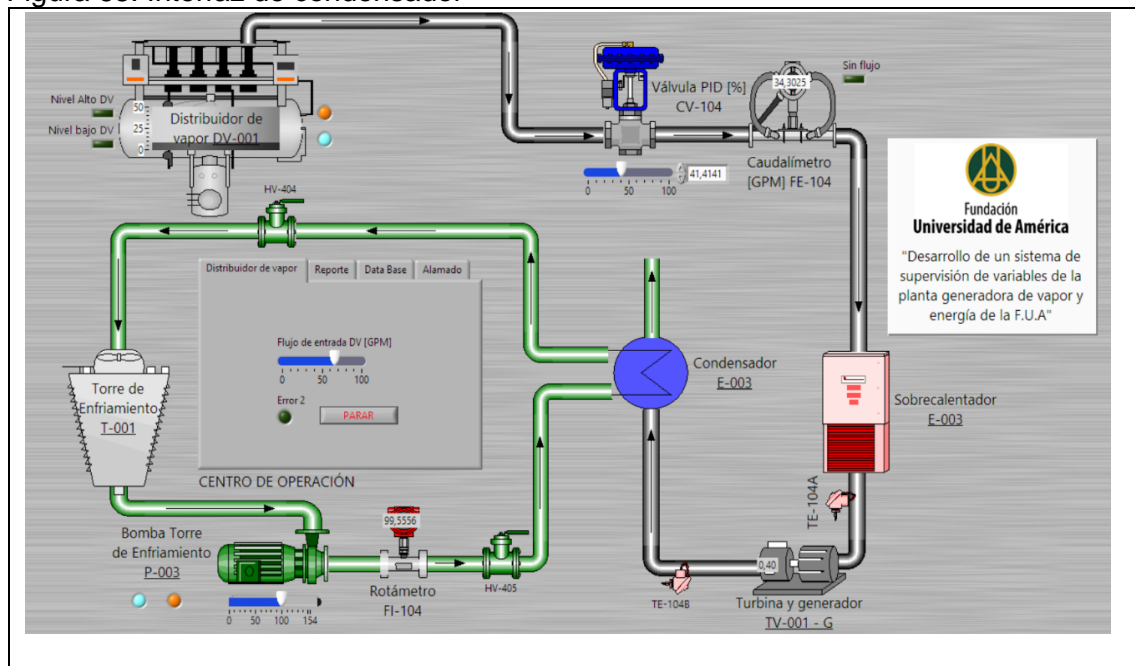 Nivel Alto DV
Nivel bajo DV
50
25
0
Distribuidor de
vapor DV-001
Válvula PID [%]
CV-104
0 50 100
41,4141
34,3025
Sin flujo
Caudalímetro
[GPM] FE-104
Fundación
Universidad de América
"Desarrollo de un sistema de
supervisión de variables de la
planta generadora de vapor y
energía de la F.U.A"
HV-404
Distribuidor de vapor Reporte Data Base Alamado
Flujo de entrada DV [GPM]
0 50 100
Error 2
PARAR
CENTRO DE OPERACIÓN
Torre de
Enfriamiento
T-001
Condensador
E-003
Sobrecalentador
E-003
TE-104A
Bomba Torre
de Enfriamiento
P-003
0 50 100 154
99,5556
Rotámetro
FI-104
HV-405
TE-104B
0,40
Turbina y generador
TV-001 - G